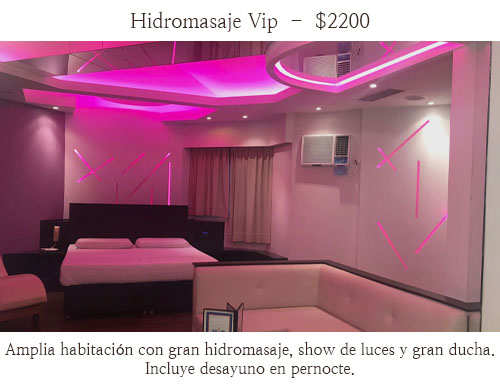 Hidromasaje Vip - $2200
Amplia habitación con gran hidromasaje, show de luces y gran ducha.
Incluye desayuno en pernocte.